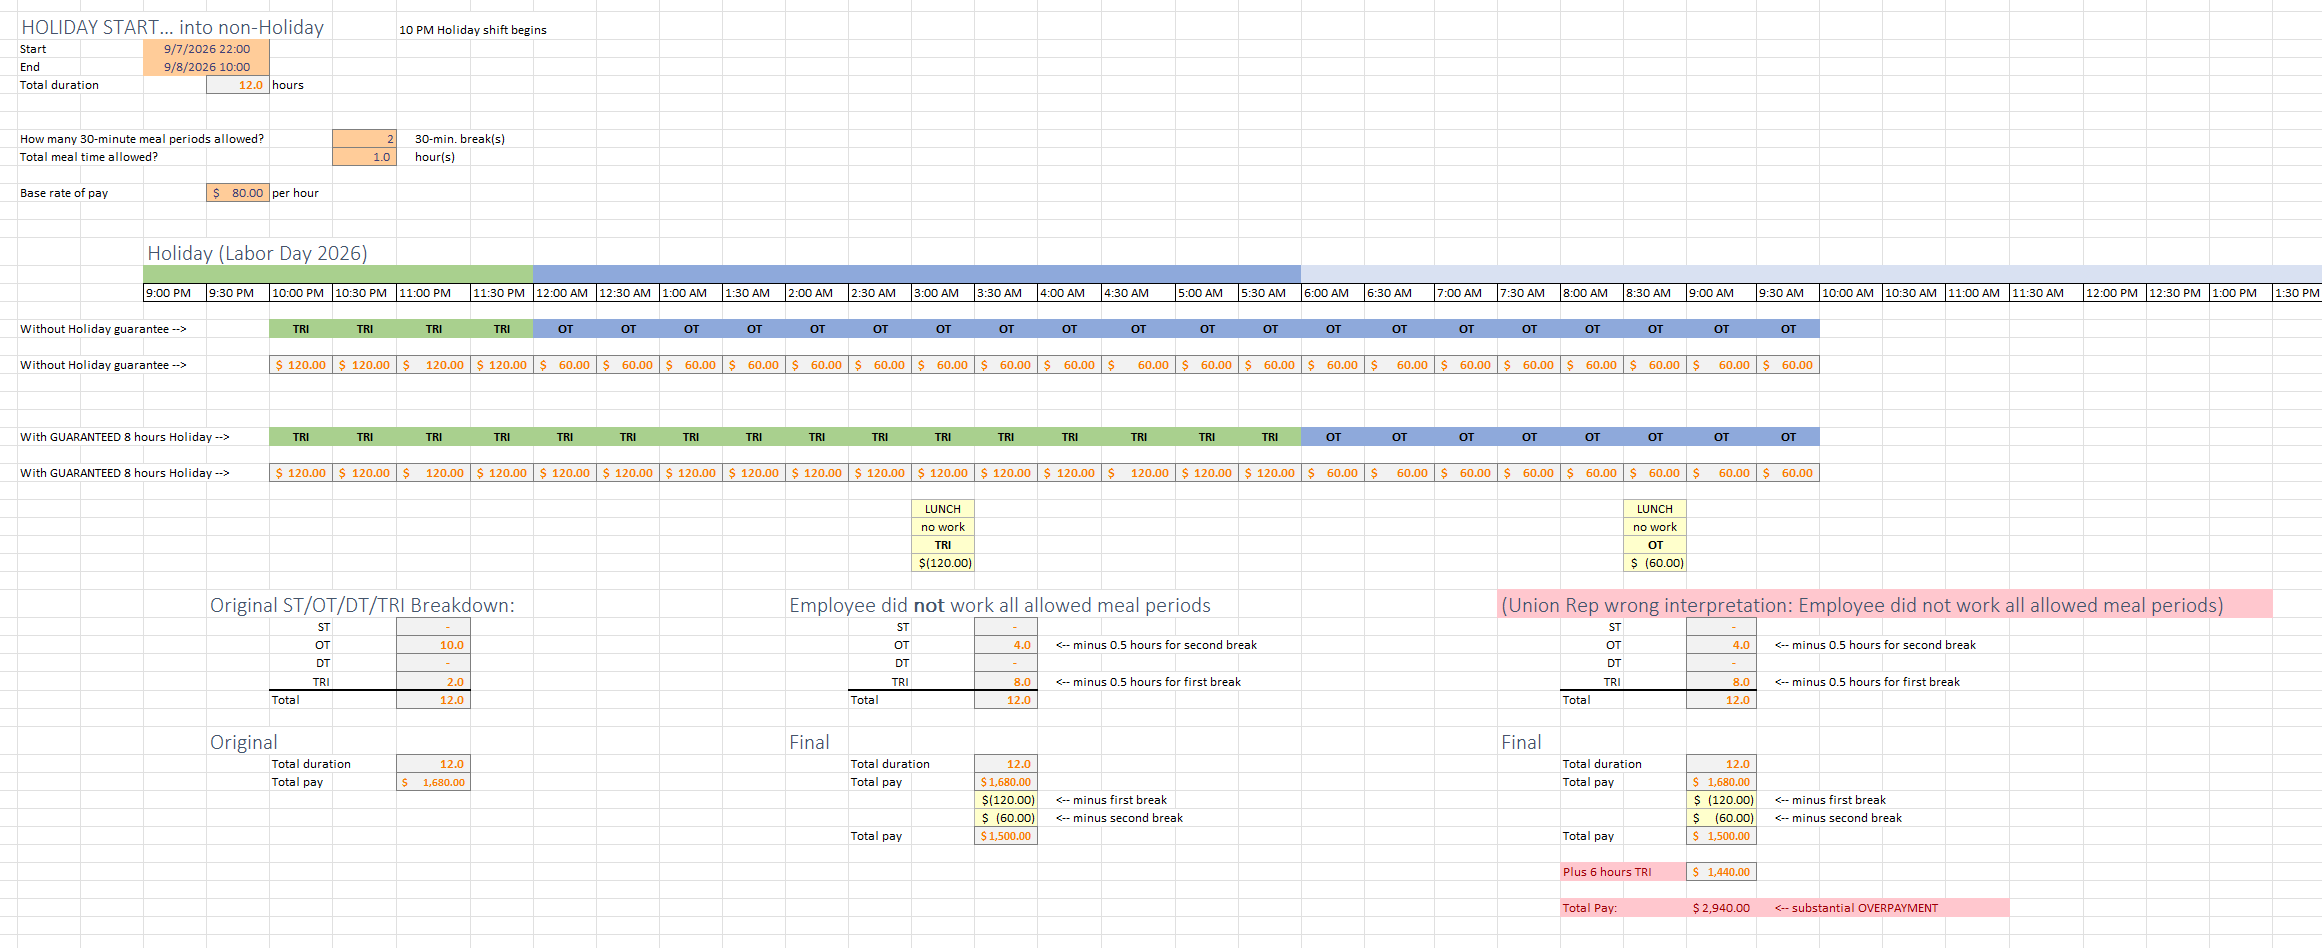 HOLIDAY START... into non-Holiday 10 PM Holiday shift begins
Start 9/7/2026 22:00
End 9/8/2026 10:00
Total duration 12.0 hours
How many 30-minute meal periods allowed? 2 30-min. break(s)
Total meal time allowed? 1.0 hour(s)
Base rate of pay $ 80.00 per hour
Holiday (Labor Day 2026)
9:00 PM 9:30 PM 10:00 PM 10:30 PM 11:00 PM 11:30 PM 12:00 AM 12:30 AM 1:00 AM 1:30 AM 2:00 AM 2:30 AM 3:00 AM 3:30 AM 4:00 AM 4:30 AM 5:00 AM 5:30 AM 6:00 AM 6:30 AM 7:00 AM 7:30 AM 8:00 AM 8:30 AM 9:00 AM 9:30 AM 10:00 AM 10:30 AM 11:00 AM 11:30 AM 12:00 PM 12:30 PM 1:00 PM 1:30 PM
Without Holiday guarantee --> TRI TRI TRI TRI OT OT OT OT OT OT OT OT OT OT OT OT OT OT OT OT OT OT OT OT
Without Holiday guarantee --> $ 120.00 $ 120.00 $ 120.00 $ 120.00 $ 60.00 $ 60.00 $ 60.00 $ 60.00 $ 60.00 $ 60.00 $ 60.00 $ 60.00 $ 60.00 $ 60.00 $ 60.00 $ 60.00 $ 60.00 $ 60.00 $ 60.00 $ 60.00 $ 60.00 $ 60.00 $ 60.00 $ 60.00
With GUARANTEED 8 hours Holiday --> TRI TRI TRI TRI TRI TRI TRI TRI TRI TRI TRI TRI TRI TRI TRI TRI OT OT OT OT OT OT OT OT
With GUARANTEED 8 hours Holiday --> $ 120.00 $ 120.00 $ 120.00 $ 120.00 $ 120.00 $ 120.00 $ 120.00 $ 120.00 $ 120.00 $ 120.00 $ 120.00 $ 120.00 $ 120.00 $ 120.00 $ 120.00 $ 120.00 $ 60.00 $ 60.00 $ 60.00 $ 60.00 $ 60.00 $ 60.00 $ 60.00 $ 60.00
LUNCH LUNCH
no work no work
TRI OT
$(120.00) $ (60.00)
Original ST/OT/DT/TRI Breakdown: Employee did not work all allowed meal periods (Union Rep wrong interpretation: Employee did not work all allowed meal periods)
ST - ST - ST -
OT 10.0 OT 4.0 <-- minus 0.5 hours for second break OT 4.0 <-- minus 0.5 hours for second break
DT - DT - DT -
TRI 2.0 TRI 8.0 <-- minus 0.5 hours for first break TRI 8.0 <-- minus 0.5 hours for first break
Total 12.0 Total 12.0 Total 12.0
Original Final Final
Total duration 12.0 Total duration 12.0 Total duration 12.0
Total pay $ 1,680.00 Total pay $1,680.00 Total pay $ 1,680.00
$(120.00) <-- minus first break $ (120.00) <-- minus first break
$ (60.00) <-- minus second break $ (60.00) <-- minus second break
Total pay $1,500.00 Total pay $ 1,500.00
Plus 6 hours TRI $ 1,440.00
Total Pay: $ 2,940.00 <-- substantial OVERPAYMENT